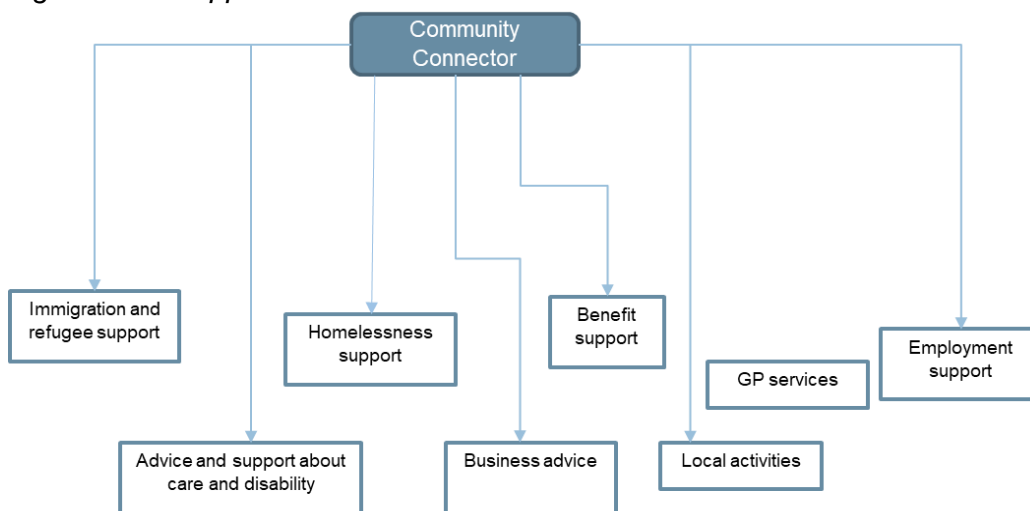 Community
Connector
Immigration and
refugee support
Homelessness
support
Benefit
support
GP services
Employment
support
Advice and support about
care and disability
Business advice
Local activities